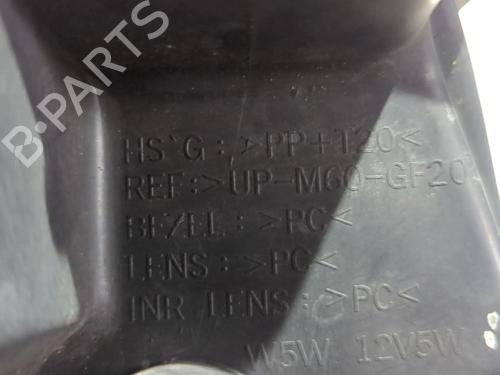 B-PARTS
HS`G:>PP+T20<
REF:>UP-M60-GF20
BEZEL:>PC<
LENS:>PC<
INR LENS:>PC<
W5W 12V5W